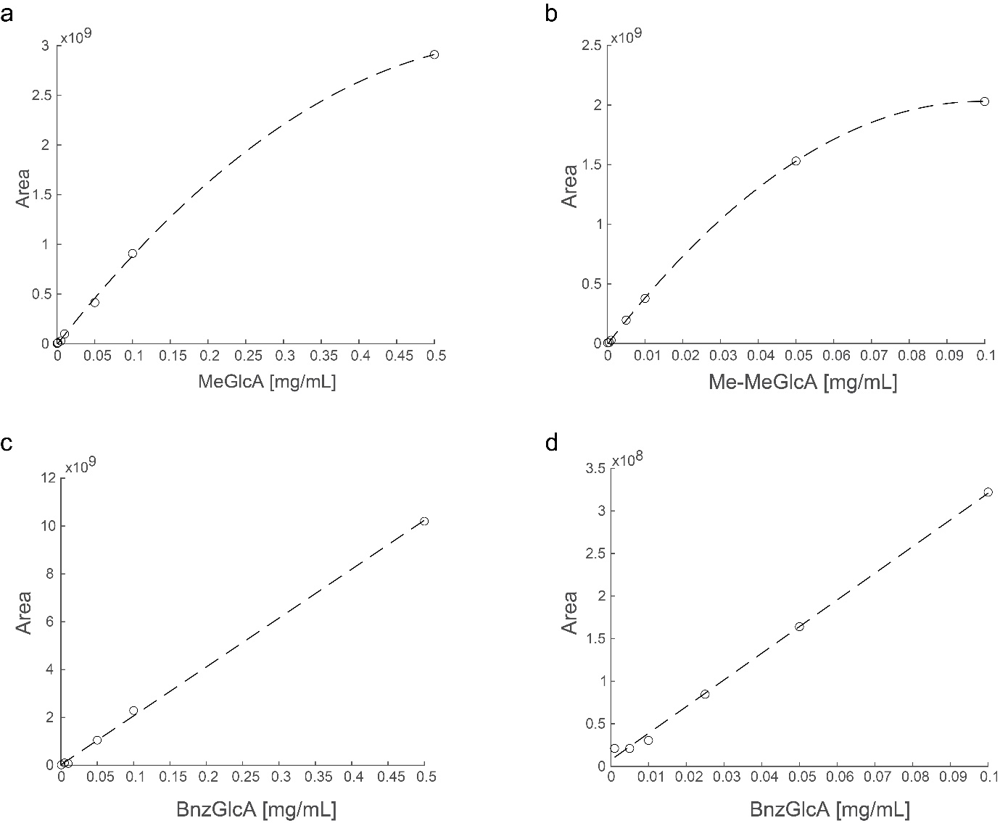 a
x10⁹
3
2.5
2
1.5
1
0.5
0
Area
0 0.05 0.1 0.15 0.2 0.25 0.3 0.35 0.4 0.45 0.5
MeGlcA [mg/mL]
b
x10⁹
2.5
2
1.5
1
0.5
0
Area
0 0.01 0.02 0.03 0.04 0.05 0.06 0.07 0.08 0.09 0.1
Me-MeGlcA [mg/mL]
c
x10⁹
12
10
8
6
4
2
0
Area
0 0.05 0.1 0.15 0.2 0.25 0.3 0.35 0.4 0.45 0.5
BnzGlcA [mg/mL]
d
x10⁸
3.5
3
2.5
2
1.5
1
0.5
0
Area
0 0.01 0.02 0.03 0.04 0.05 0.06 0.07 0.08 0.09 0.1
BnzGlcA [mg/mL]